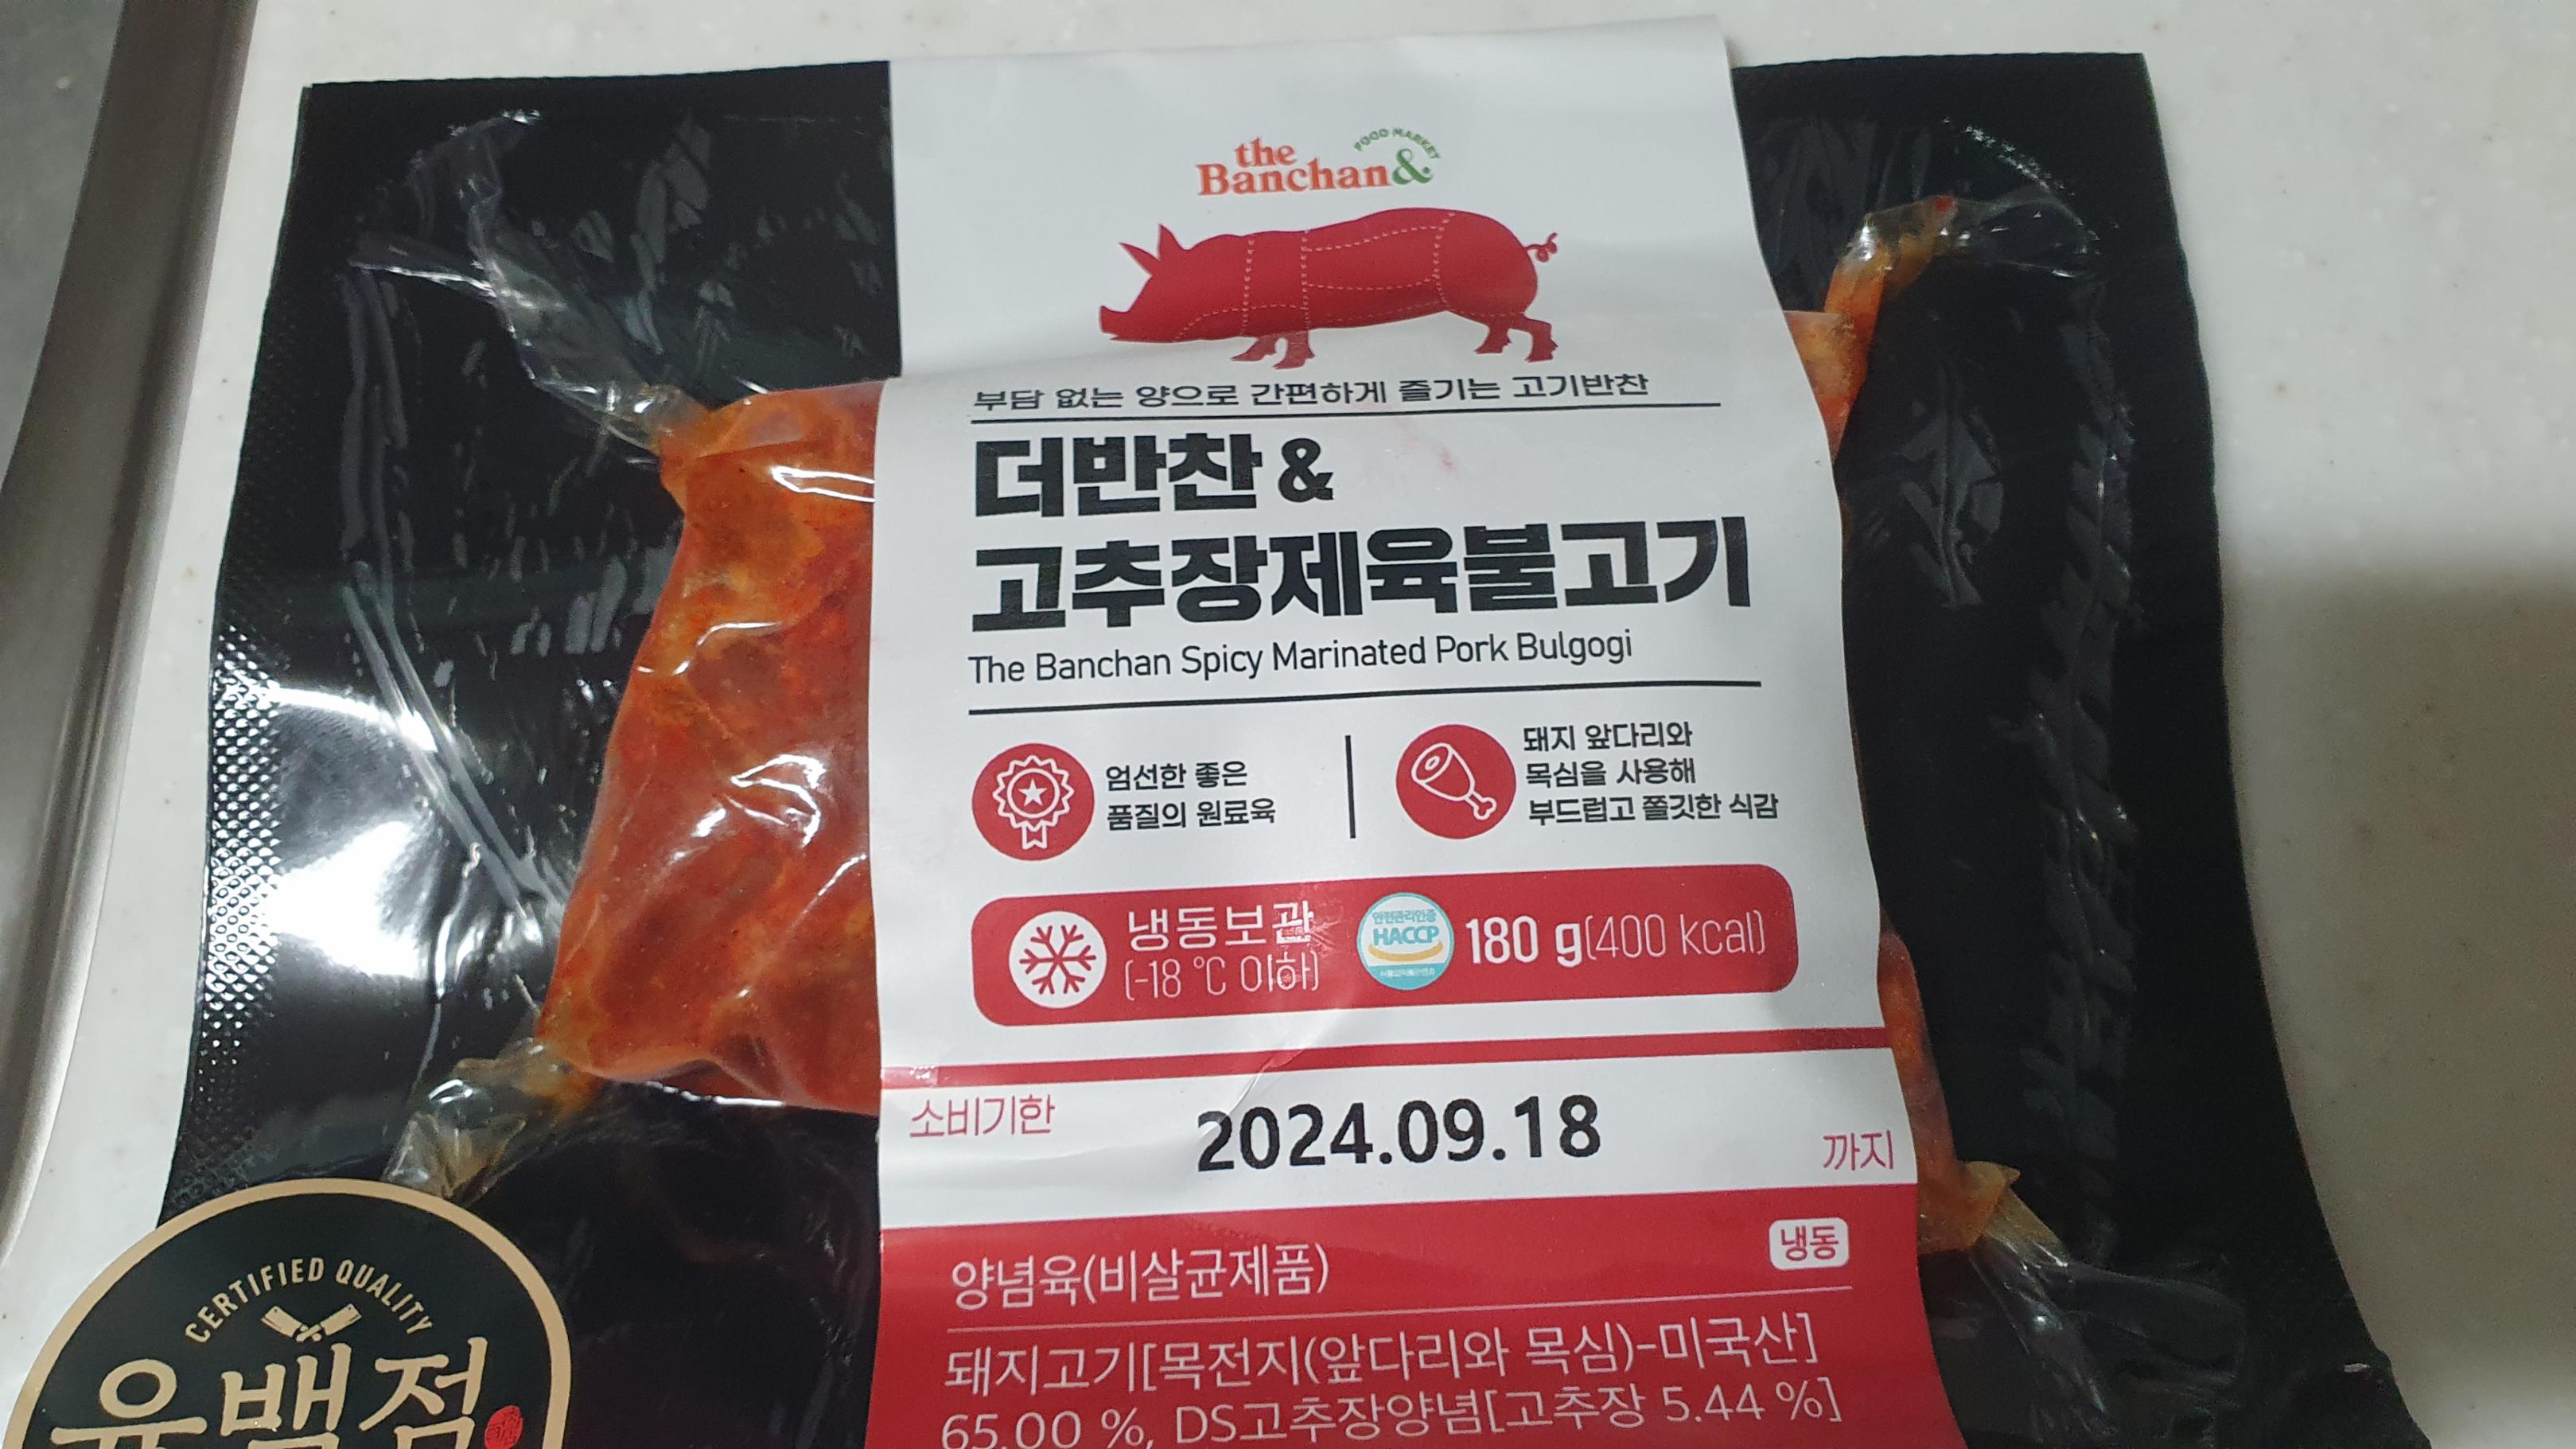 the
Banchan&
FOOD MARKET
부담 없는 양으로 간편하게 즐기는 고기반찬
더반찬&
고추장제육불고기
The Banchan Spicy Marinated Pork Bulgogi
엄선한 좋은
품질의 원료육
돼지 앞다리와
목심을 사용해
부드럽고 쫄깃한 식감
냉동보관
(-18 ℃ 이하)
안전관리인증
HACCP
180 g(400 kcal)
소비기한
2024.09.18
까지
양념육(비살균제품)
냉동
돼지고기[목전지(앞다리와 목심)-미국산]
65.00 %, DS고추장양념[고추장 5.44 %]
CERTIFIED QUALITY
육백점